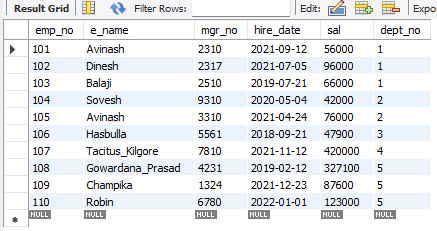 Result Grid Filter Rows: Edit: Expor
emp_no e_name mgr_no hire_date sal dept_no
101 Avinash 2310 2021-09-12 56000 1
102 Dinesh 2317 2021-07-05 96000 1
103 Balaji 2510 2019-07-21 66000 1
104 Sovesh 9310 2020-05-04 42000 2
105 Avinash 3310 2021-04-24 76000 2
106 Hasbulla 5561 2018-09-21 47900 3
107 Tacitus_Kilgore 7810 2021-11-12 420000 4
108 Gowardana_Prasad 4231 2019-02-12 327100 5
109 Champika 1324 2021-12-23 87600 5
110 Robin 6780 2022-01-01 123000 5
NULL NULL NULL NULL NULL NULL